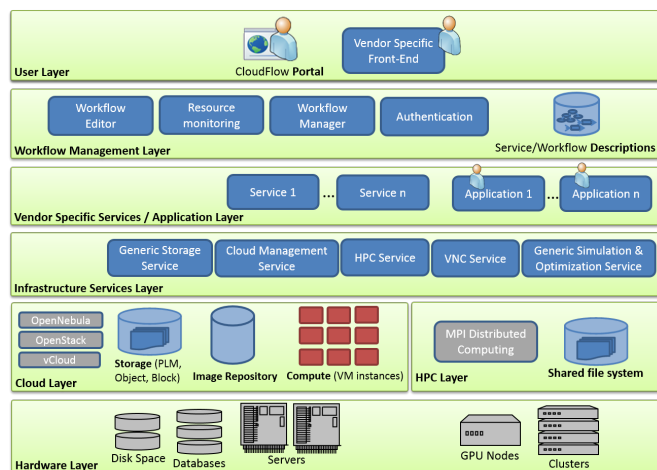 CloudFlow Portal
Vendor Specific
Front-End
User Layer
Workflow
Editor
Resource
monitoring
Workflow
Manager
Authentication
Service/Workflow Descriptions
Workflow Management Layer
Service 1
...
Service n
Application 1
...
Application n
Vendor Specific Services / Application Layer
Generic Storage
Service
Cloud Management
Service
HPC Service
VNC Service
Generic Simulation &
Optimization Service
Infrastructure Services Layer
OpenNebula
OpenStack
vCloud
Storage (PLM,
Object, Block)
Image Repository
Compute (VM instances)
Cloud Layer
MPI Distributed
Computing
Shared file system
HPC Layer
Disk Space
Databases
Servers
GPU Nodes
Clusters
Hardware Layer